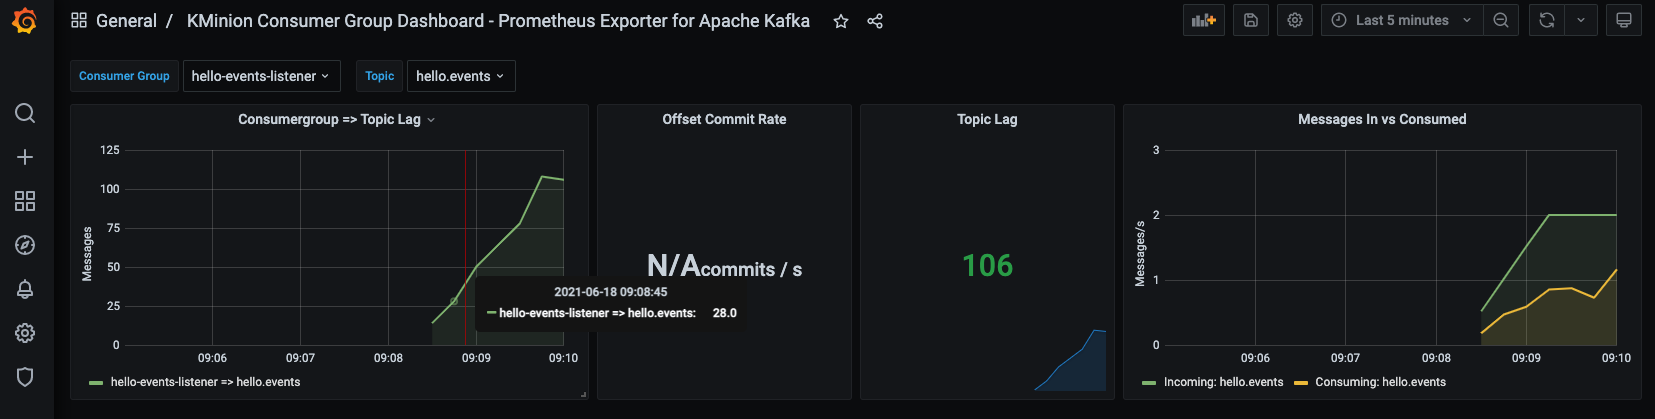 General / KMinion Consumer Group Dashboard - Prometheus Exporter for Apache Kafka
Last 5 minutes
Consumer Group hello-events-listener Topic hello.events
Consumergroup => Topic Lag
125
100
75
50
25
0
Messages
09:06 09:07 09:08 09:09 09:10
hello-events-listener => hello.events
2021-06-18 09:08:45
hello-events-listener => hello.events: 28.0
Offset Commit Rate
N/A commits / s
Topic Lag
106
Messages In vs Consumed
3
2
1
0
Messages/s
09:06 09:07 09:08 09:09 09:10
Incoming: hello.events Consuming: hello.events